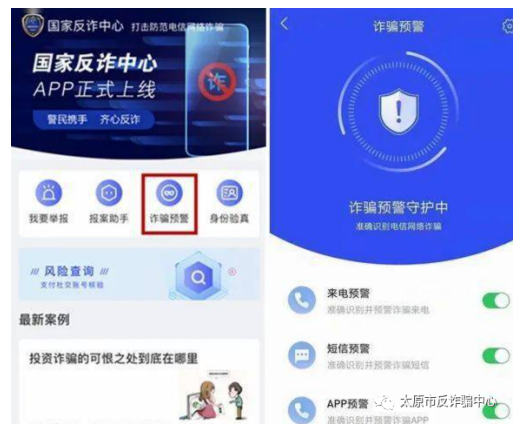 国家反诈中心 打击防范电信网络诈骗
国家反诈中心
APP正式上线
警民携手 齐心反诈
诈
我要举报
报案助手
诈骗预警
身份验真
风险查询
支付社交账号核验
最新案例
投资诈骗的可恨之处到底在哪里
诈骗预警
诈骗预警守护中
准确识别电信网络诈骗
来电预警
准确识别并预警诈骗来电
短信预警
准确识别并预警诈骗短信
APP预警
准确识别并预警诈骗APP
太原市反诈骗中心